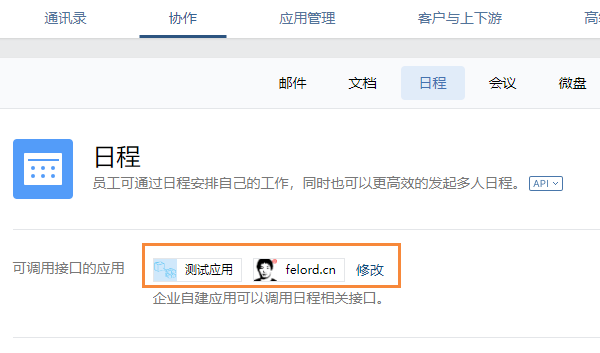 通讯录 协作 应用管理 客户与上下游
邮件 文档 日程 会议 微盘
日程
员工可通过日程安排自己的工作，同时也可以更高效的发起多人日程。 API
可调用接口的应用 测试应用 felord.cn 修改
企业自建应用可以调用日程相关接口。